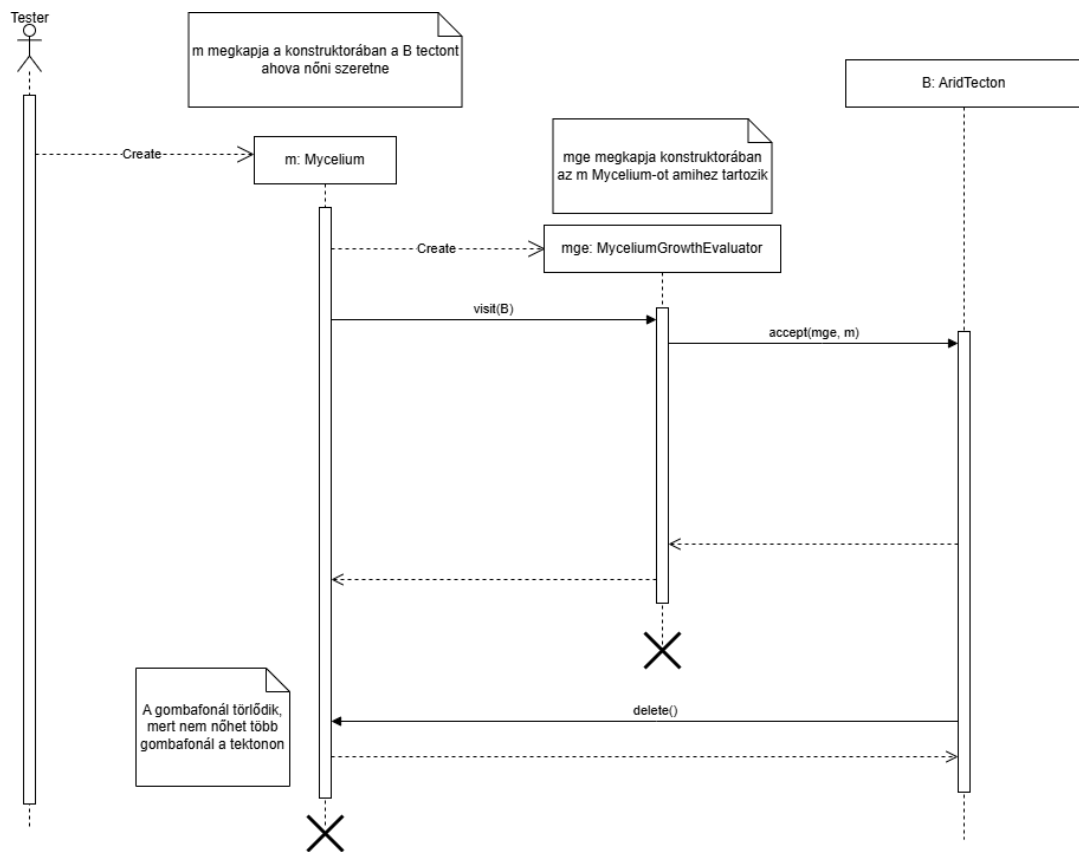 Tester
m megkapja a konstruktorában a B tectont
ahova nőni szeretne
B: AridTecton
Create
m: Mycelium
mge megkapja konstruktorában
az m Mycelium-ot amihez tartozik
Create
mge: MyceliumGrowthEvaluator
visit(B)
accept(mge, m)
A gombafonál törlődik,
mert nem nőhet több
gombafonál a tektonon
delete()